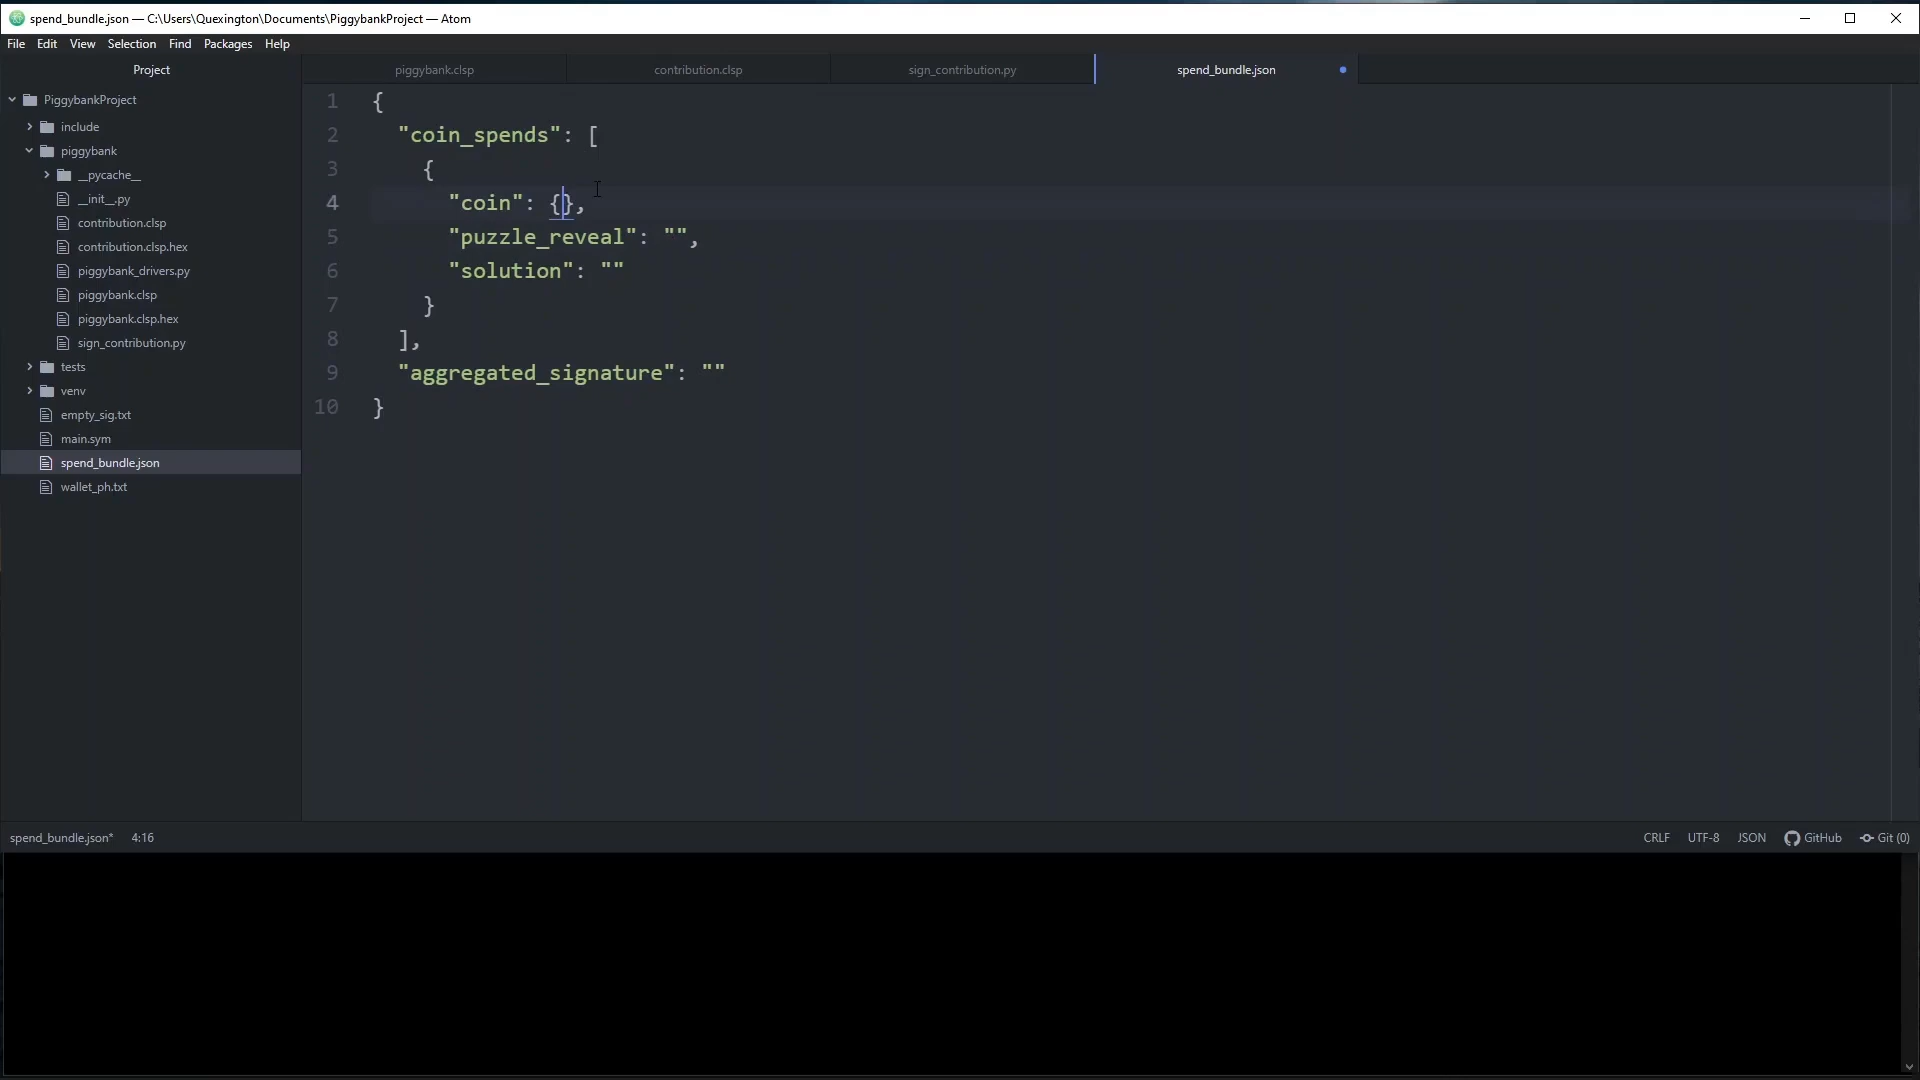 spend_bundle.json — C:\Users\Quexington\Documents\PiggybankProject — Atom
File Edit View Selection Find Packages Help
Project
PiggybankProject
include
piggybank
__pycache__
__init__.py
contribution.clsp
contribution.clsp.hex
piggybank_drivers.py
piggybank.clsp
piggybank.clsp.hex
sign_contribution.py
tests
venv
empty_sig.txt
main.sym
spend_bundle.json
wallet_ph.txt
piggybank.clsp contribution.clsp sign_contribution.py spend_bundle.json
1 {
2 "coin_spends": [
3 {
4 "coin": {},
5 "puzzle_reveal": "",
6 "solution": ""
7 }
8 ],
9 "aggregated_signature": ""
10 }
spend_bundle.json* 4:16 CRLF UTF-8 JSON GitHub Git (0)